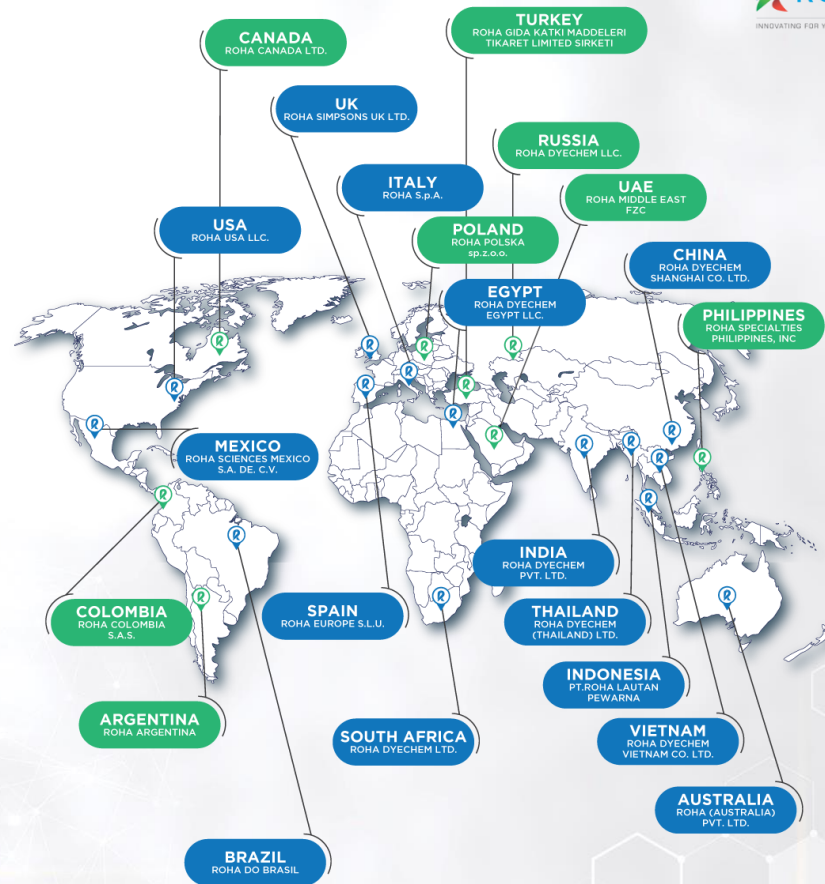 INNOVATING FOR Y
CANADA
ROHA CANADA LTD.
TURKEY
ROHA GIDA KATKI MADDELERI
TIKARET LIMITED SIRKETI
UK
ROHA SIMPSONS UK LTD.
RUSSIA
ROHA DYECHEM LLC.
ITALY
ROHA S.p.A.
UAE
ROHA MIDDLE EAST
FZC
USA
ROHA USA LLC.
POLAND
ROHA POLSKA
sp.z.o.o.
CHINA
ROHA DYECHEM
SHANGHAI CO. LTD.
EGYPT
ROHA DYECHEM
EGYPT LLC.
PHILIPPINES
ROHA SPECIALTIES
PHILIPPINES, INC
MEXICO
ROHA SCIENCES MEXICO
S.A. DE. C.V.
INDIA
ROHA DYECHEM
PVT. LTD.
COLOMBIA
ROHA COLOMBIA
S.A.S.
SPAIN
ROHA EUROPE S.L.U.
THAILAND
ROHA DYECHEM
(THAILAND) LTD.
INDONESIA
PT.ROHA LAUTAN
PEWARNA
ARGENTINA
ROHA ARGENTINA
SOUTH AFRICA
ROHA DYECHEM LTD.
VIETNAM
ROHA DYECHEM
VIETNAM CO. LTD.
AUSTRALIA
ROHA (AUSTRALIA)
PVT. LTD.
BRAZIL
ROHA DO BRASIL